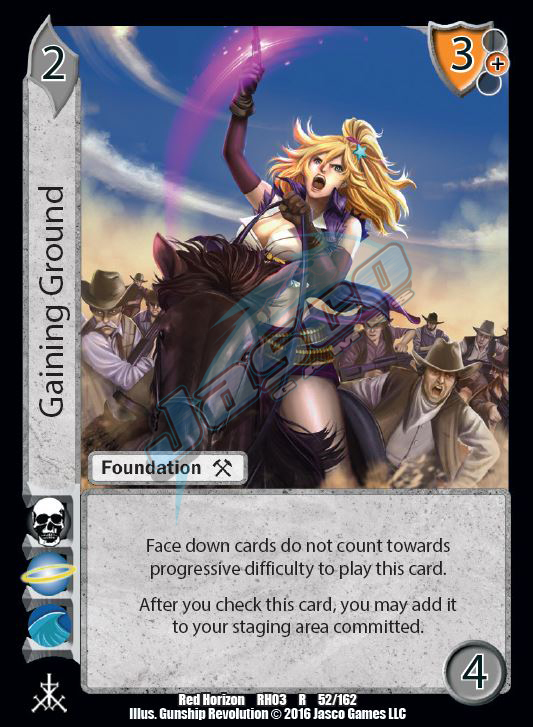 2
3
+
Gaining Ground
Jasco
Foundation
Face down cards do not count towards
progressive difficulty to play this card.
After you check this card, you may add it
to your staging area committed.
4
Red Horizon RH03 R 52/162
Illus. Gunship Revolution © 2016 Jasco Games LLC